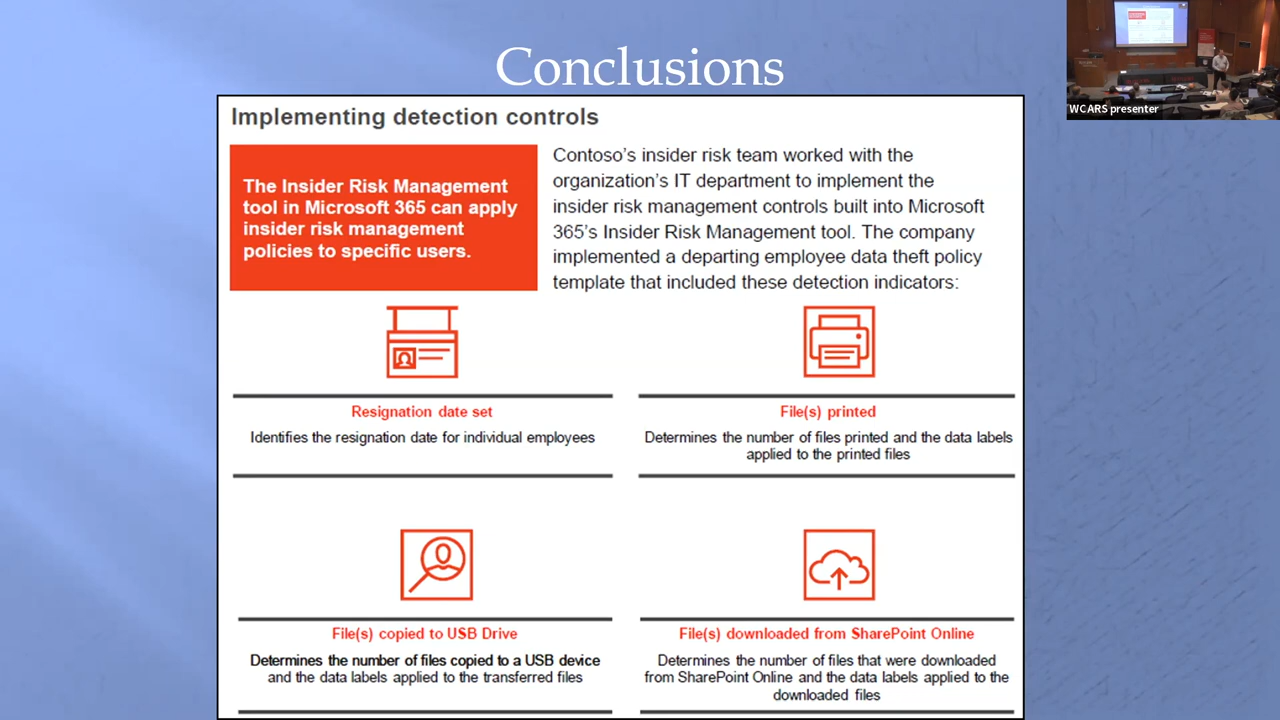 Conclusions
WCARS presenter
Implementing detection controls
The Insider Risk Management
tool in Microsoft 365 can apply
insider risk management
policies to specific users.
Contoso's insider risk team worked with the
organization's IT department to implement the
insider risk management controls built into Microsoft
365's Insider Risk Management tool. The company
implemented a departing employee data theft policy
template that included these detection indicators:
Resignation date set
Identifies the resignation date for individual employees
File(s) printed
Determines the number of files printed and the data labels
applied to the printed files
File(s) copied to USB Drive
Determines the number of files copied to a USB device
and the data labels applied to the transferred files
File(s) downloaded from SharePoint Online
Determines the number of files that were downloaded
from SharePoint Online and the data labels applied to the
downloaded files